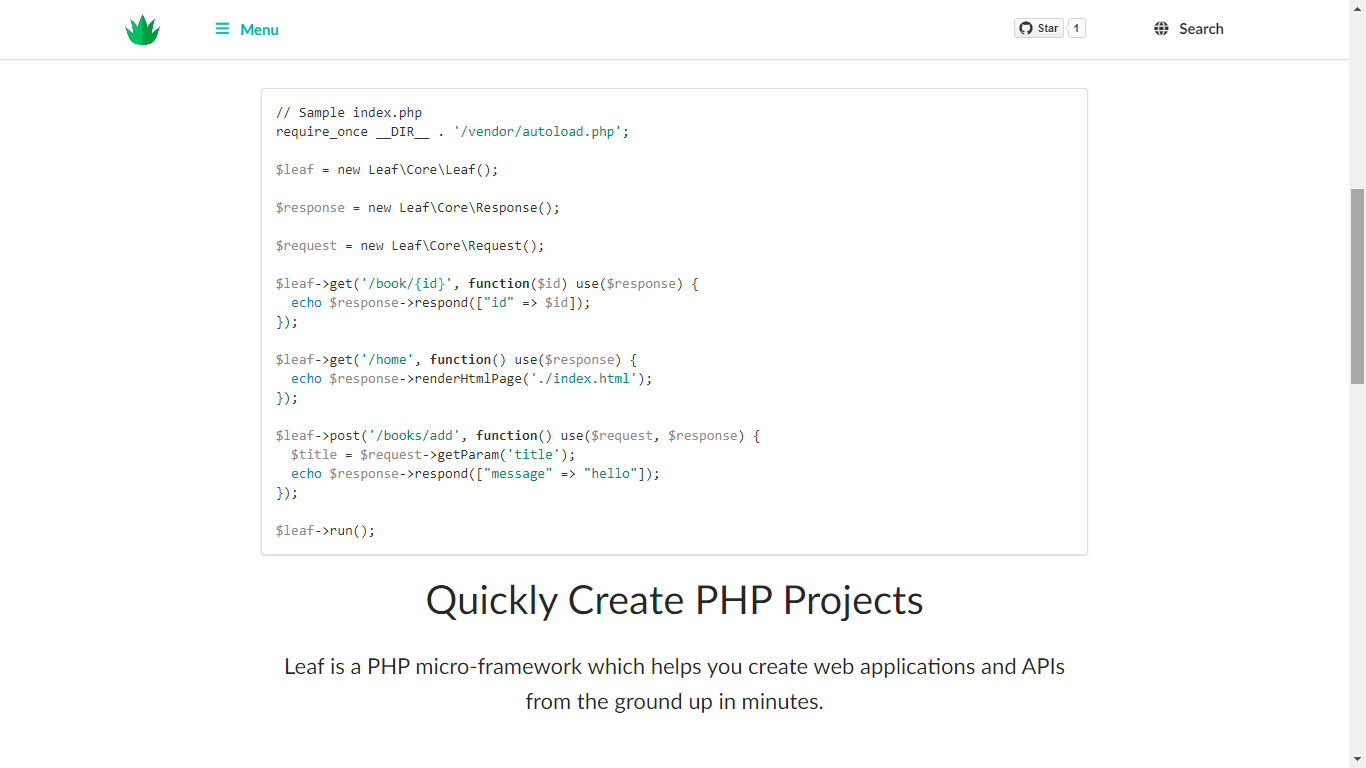 Menu
Star
1
Search
// Sample index.php
require_once __DIR__ . '/vendor/autoload.php';
$leaf = new Leaf\Core\Leaf();
$response = new Leaf\Core\Response();
$request = new Leaf\Core\Request();
$leaf->get('/book/{id}', function($id) use($response) {
  echo $response->respond(["id" => $id]);
});
$leaf->get('/home', function() use($response) {
  echo $response->renderHtmlPage('./index.html');
});
$leaf->post('/books/add', function() use($request, $response) {
  $title = $request->getParam('title');
  echo $response->respond(["message" => "hello"]);
});
$leaf->run();
Quickly Create PHP Projects
Leaf is a PHP micro-framework which helps you create web applications and APIs
from the ground up in minutes.